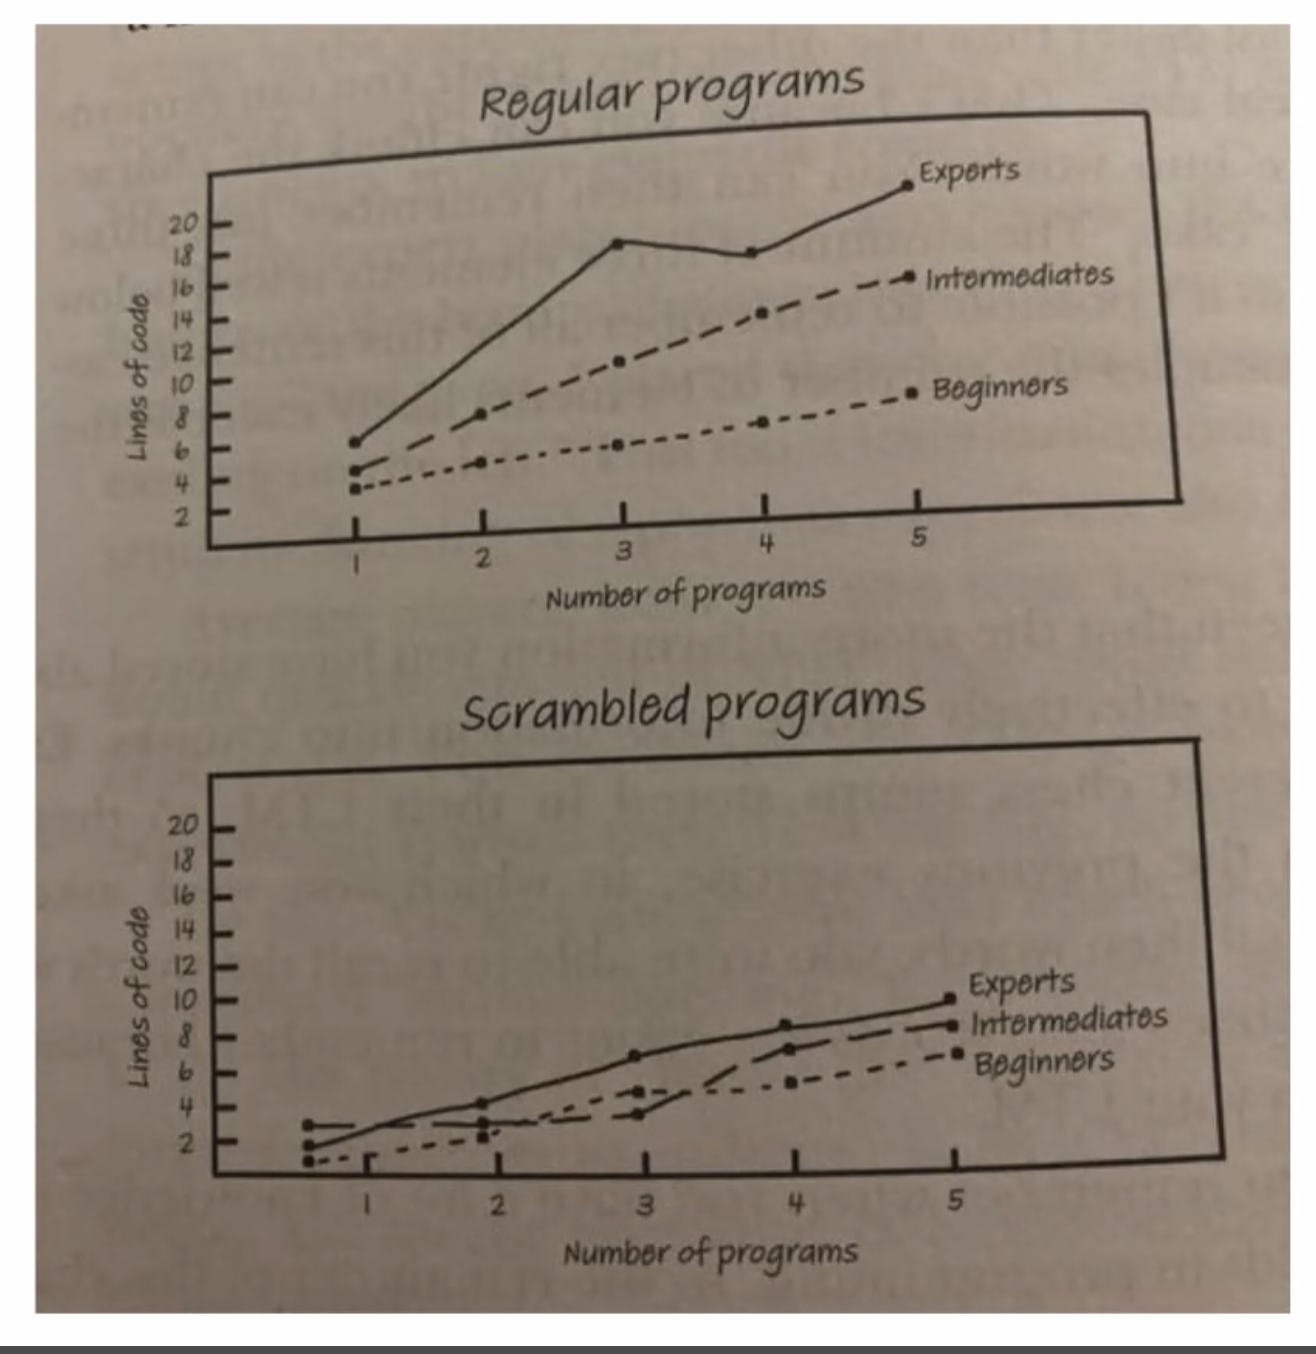 Regular programs
Experts
Intermediates
Beginners
Lines of code
20
18
16
14
12
10
8
6
4
2
1 2 3 4 5
Number of programs
Scrambled programs
20
18
16
14
12
10
8
6
4
2
Lines of code
Experts
Intermediates
Beginners
1 2 3 4 5
Number of programs